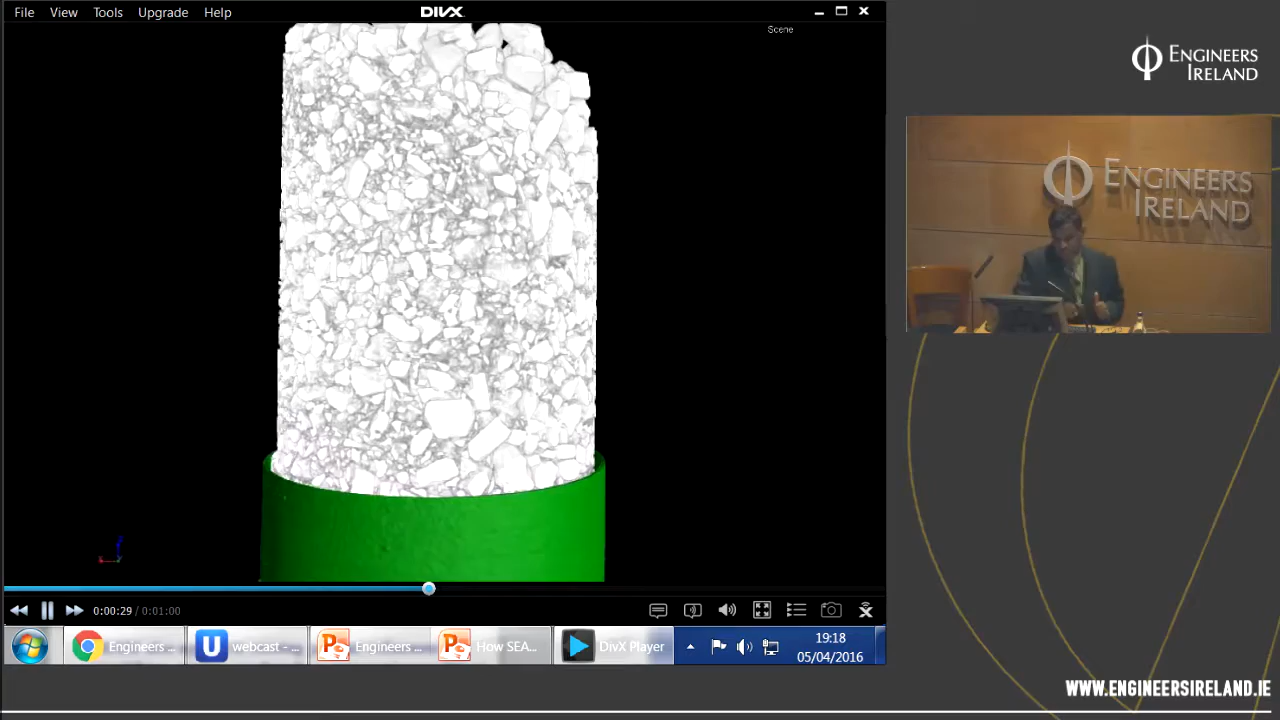 File View Tools Upgrade Help
DIVX
Scene
ENGINEERS
IRELAND
ENGINEERS
IRELAND
0:00:29 / 0:01:00
Engineers ...
webcast - ...
Engineers ...
How SEA...
DivX Player
19:18
05/04/2016
WWW.ENGINEERSIRELAND.IE